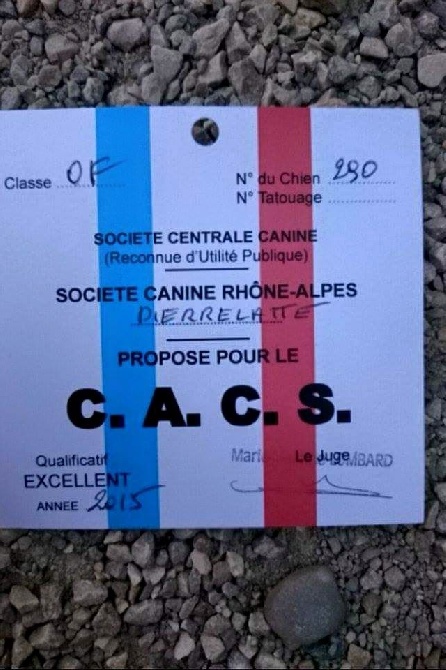 Classe OF
N° du Chien 290
N° Tatouage
SOCIETE CENTRALE CANINE
(Reconnue d'Utilité Publique)
SOCIETE CANINE RHÔNE-ALPES
PIERRELATTE
PROPOSE POUR LE
C. A. C. S.
Qualificatif
EXCELLENT
ANNEE 2015
Le Juge